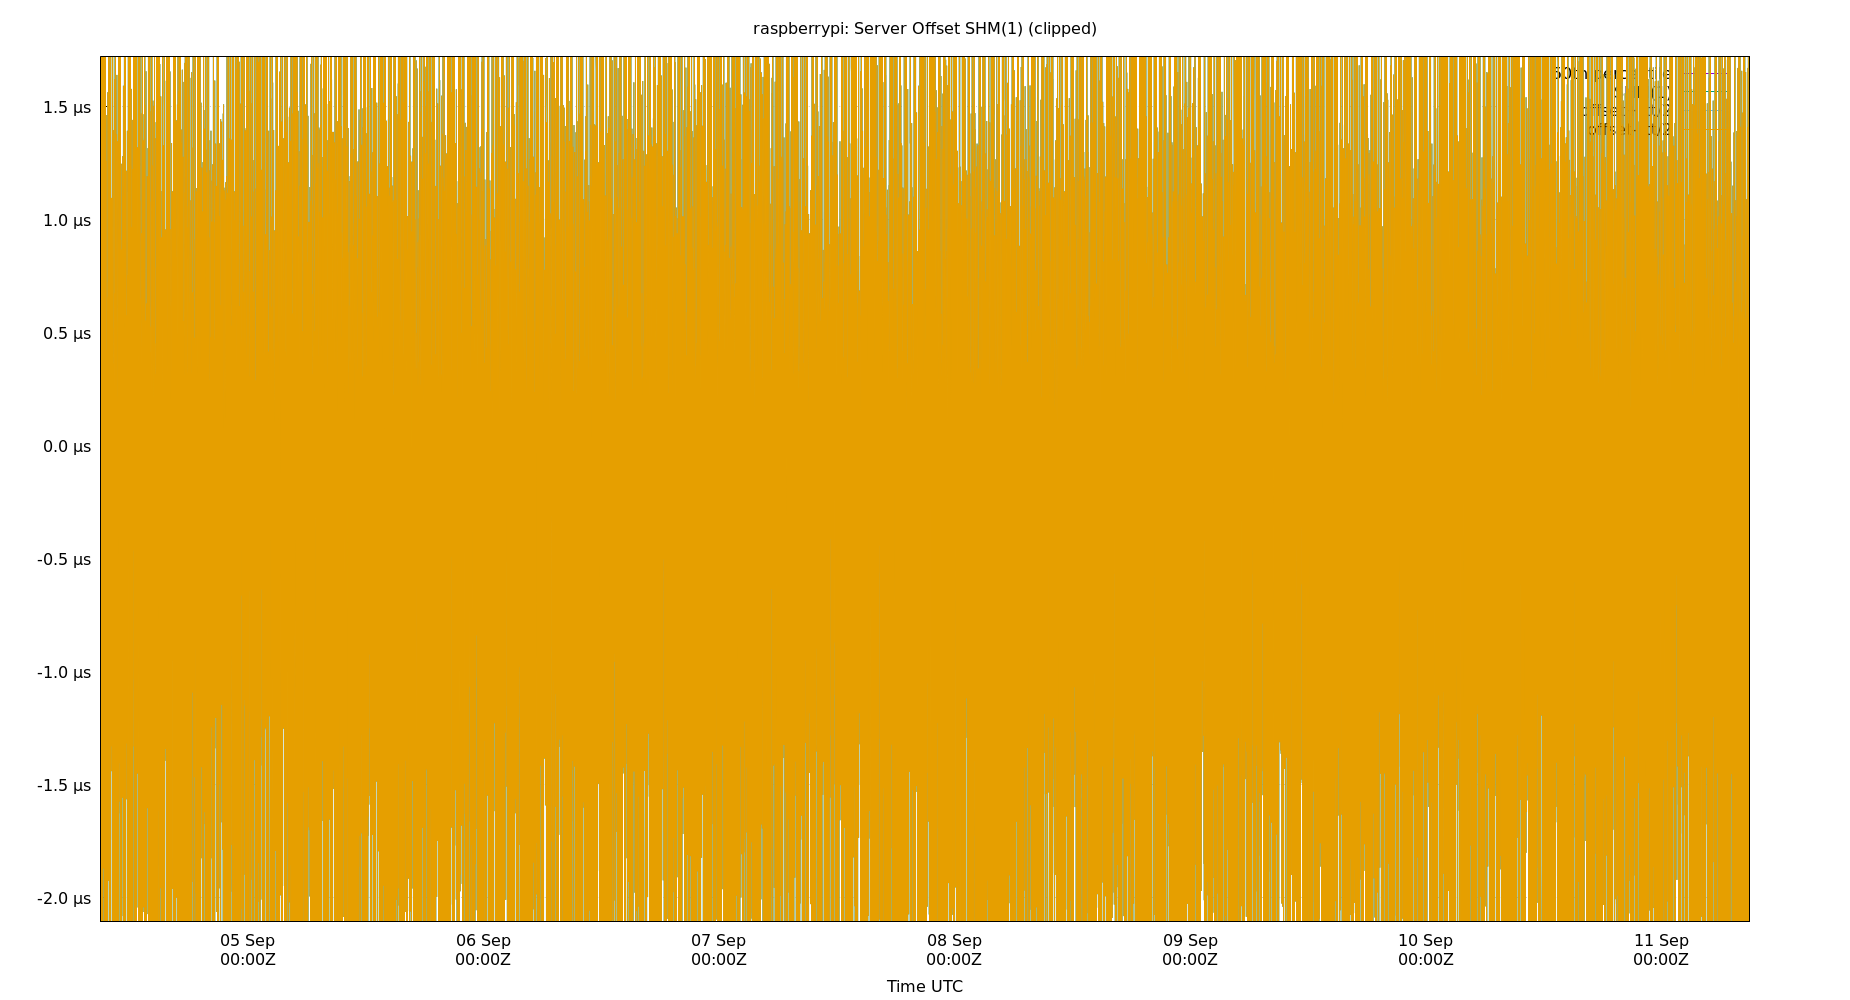 raspberrypi: Server Offset SHM(1) (clipped)
1.5 μs
1.0 μs
0.5 μs
0.0 μs
-0.5 μs
-1.0 μs
-1.5 μs
-2.0 μs
05 Sep 06 Sep 07 Sep 08 Sep 09 Sep 10 Sep 11 Sep
00:00Z 00:00Z 00:00Z 00:00Z 00:00Z 00:00Z 00:00Z
Time UTC